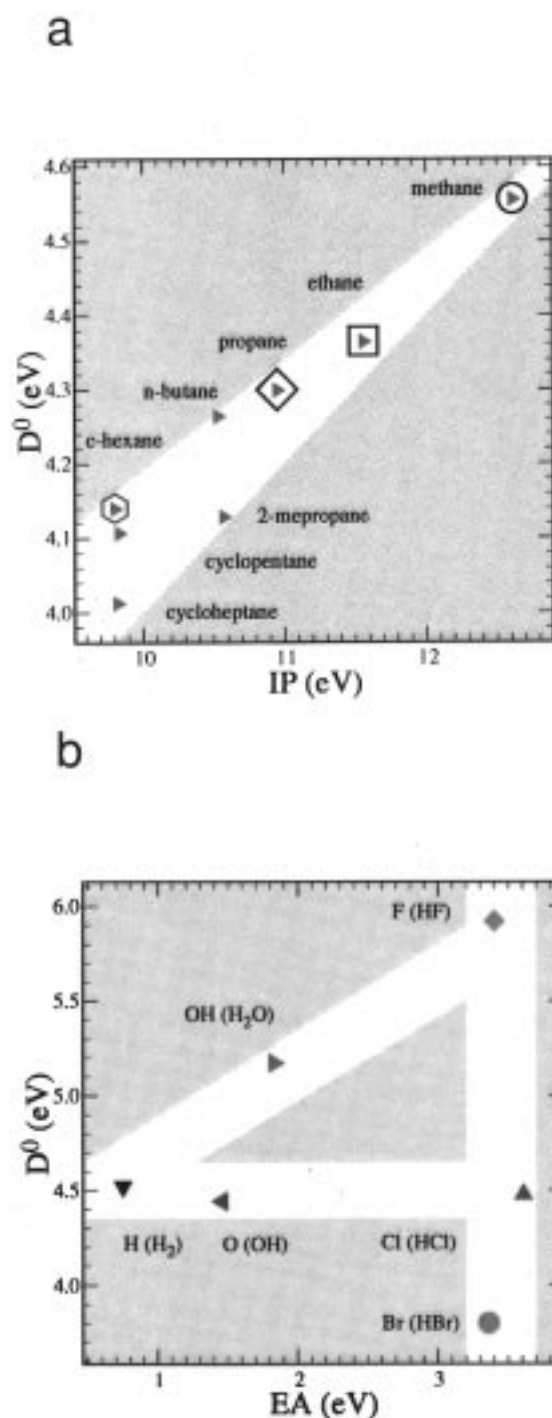 a
4.6
methane
4.5
ethane
4.4
propane
D⁰ (eV)
4.3
n-butane
c-hexane
4.2
2-mepropane
4.1
cyclopentane
4.0
cycloheptane
10 11 12
IP (eV)
b
6.0
F (HF)
5.5
OH (H₂O)
D⁰ (eV)
5.0
4.5
H (H₂) O (OH) Cl (HCl)
4.0
Br (HBr)
1 2 3
EA (eV)